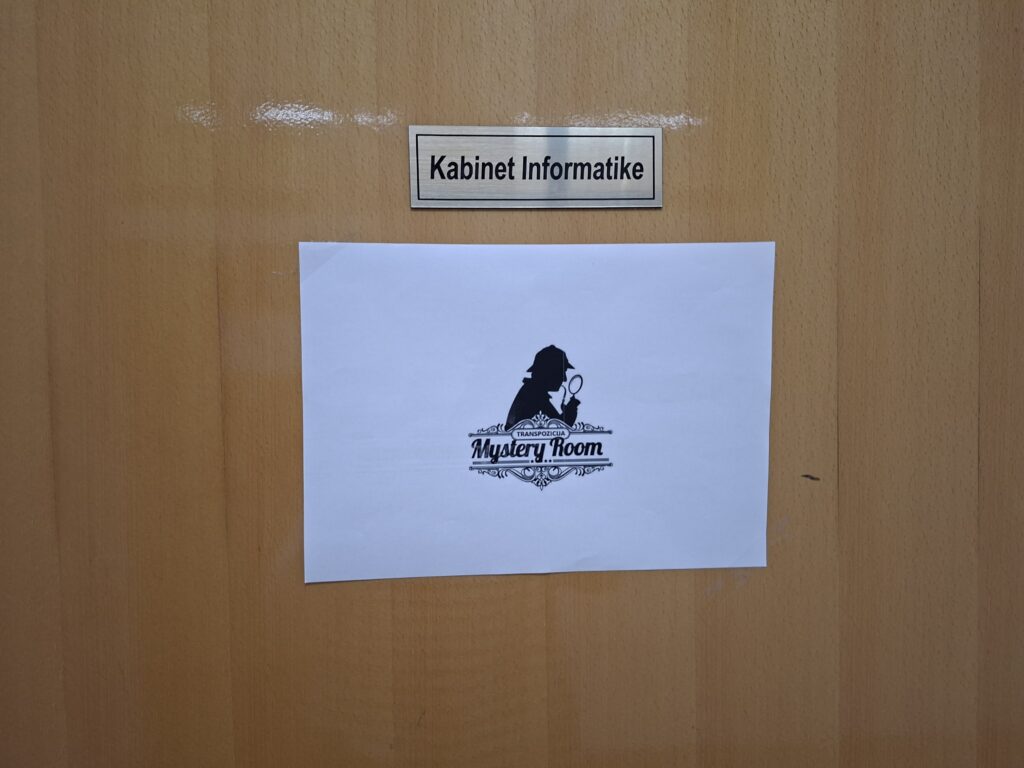 Kabinet Informatike
TRANSPOZICIJA
Mystery Room